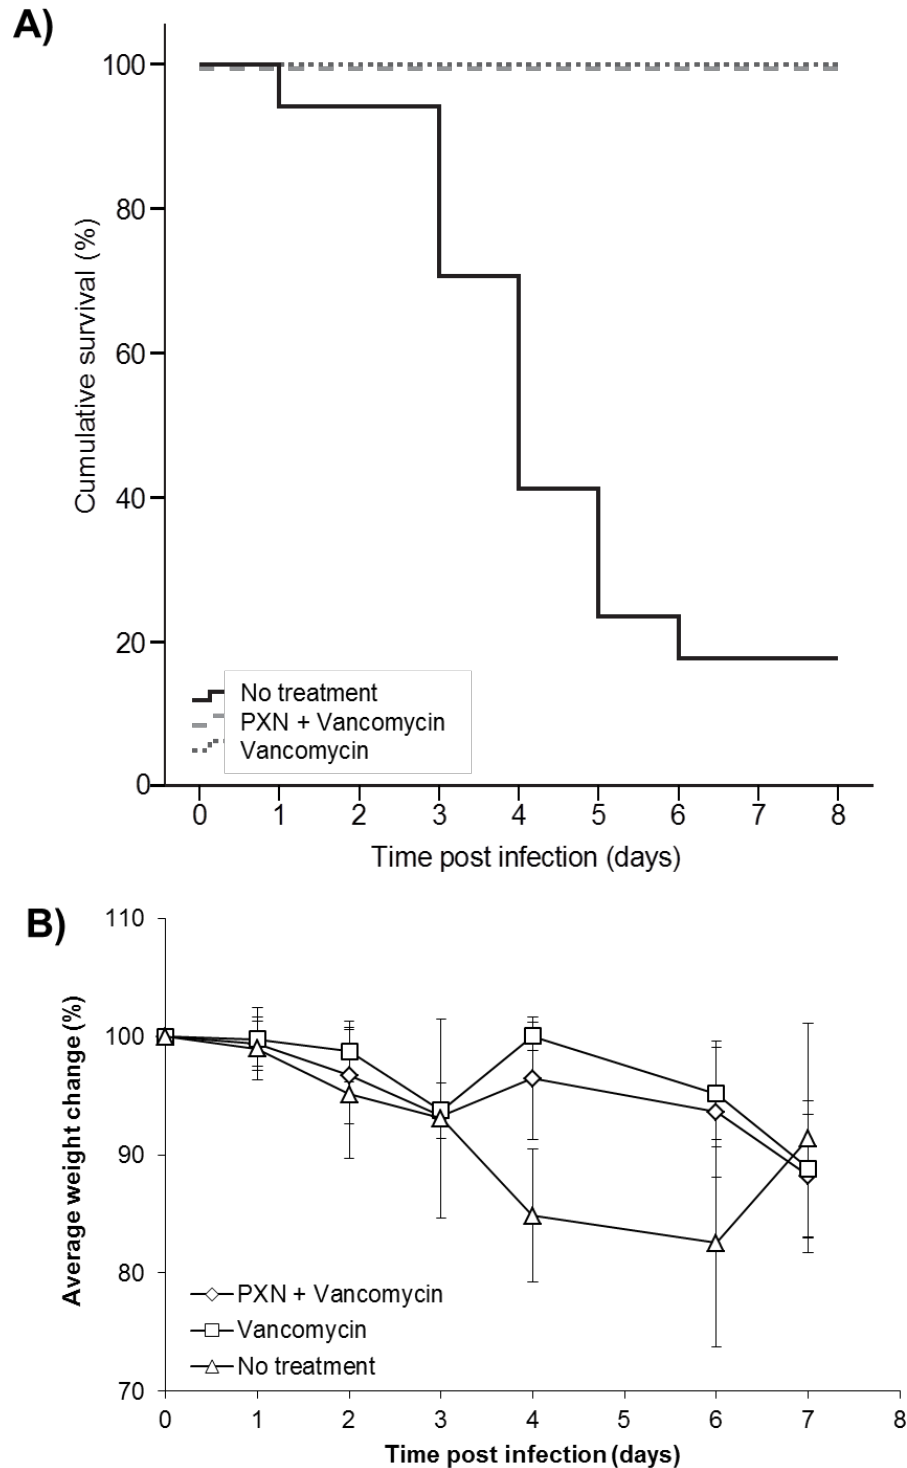 A)
Cumulative survival (%)
100
80
60
40
20
0
No treatment
PXN + Vancomycin
Vancomycin
0 1 2 3 4 5 6 7 8
Time post infection (days)
B)
Average weight change (%)
110
100
90
80
70
PXN + Vancomycin
Vancomycin
No treatment
0 1 2 3 4 5 6 7 8
Time post infection (days)